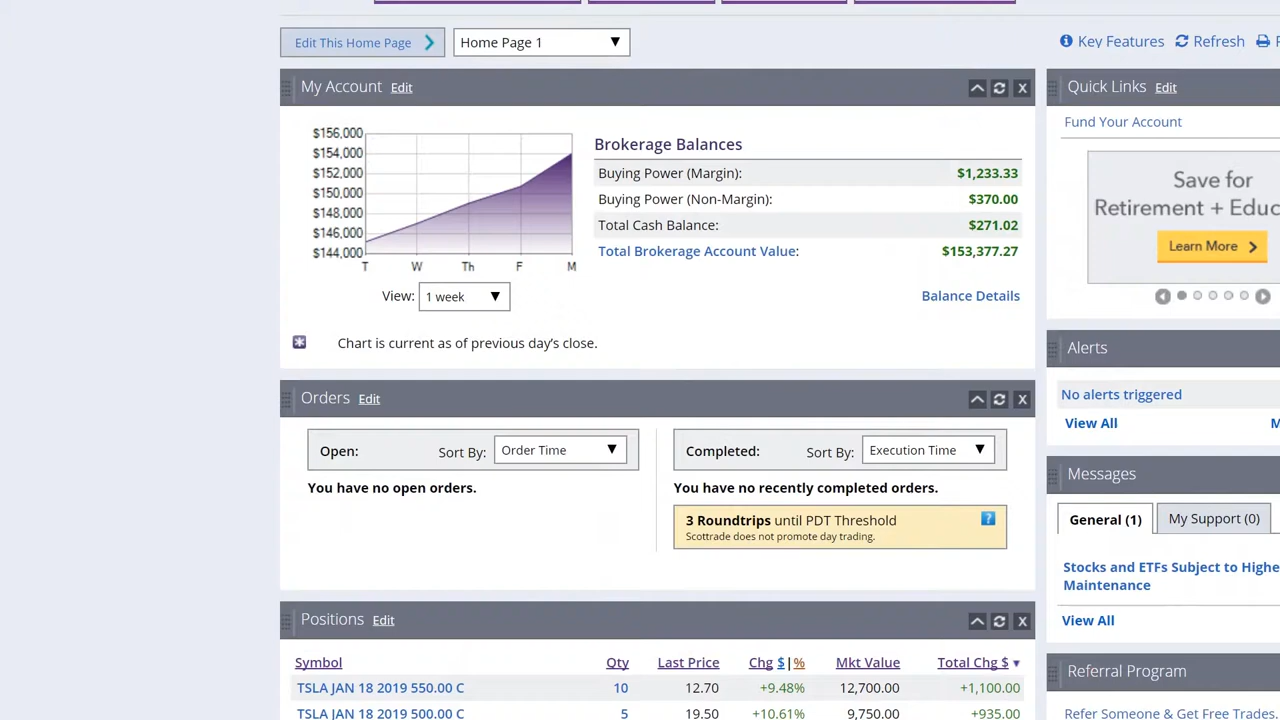 Edit This Home Page
Home Page 1
Key Features
Refresh
My Account Edit
$156,000
$154,000
$152,000
$150,000
$148,000
$146,000
$144,000
T W Th F M
View: 1 week
Chart is current as of previous day's close.
Brokerage Balances
Buying Power (Margin): $1,233.33
Buying Power (Non-Margin): $370.00
Total Cash Balance: $271.02
Total Brokerage Account Value: $153,377.27
Balance Details
Orders Edit
Open: Sort By: Order Time
You have no open orders.
Completed: Sort By: Execution Time
You have no recently completed orders.
3 Roundtrips until PDT Threshold
Scottrade does not promote day trading.
Positions Edit
Symbol Qty Last Price Chg $|% Mkt Value Total Chg $
TSLA JAN 18 2019 550.00 C 10 12.70 +9.48% 12,700.00 +1,100.00
TSLA JAN 18 2019 500.00 C 5 19.50 +10.61% 9,750.00 +935.00
Quick Links Edit
Fund Your Account
Save for
Retirement + Educ
Learn More
Alerts
No alerts triggered
View All
M
Messages
General (1) My Support (0)
Stocks and ETFs Subject to Highe
Maintenance
View All
Referral Program
Refer Someone & Get Free Trades.